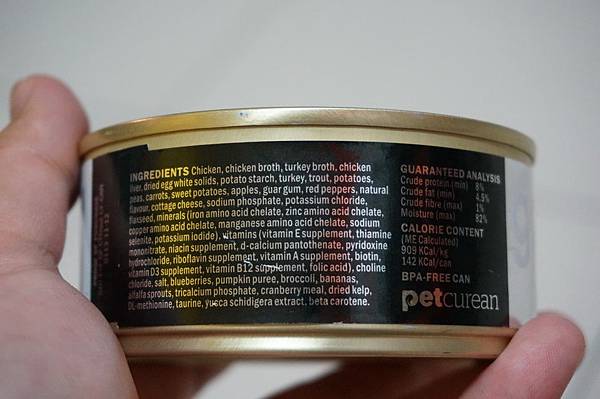 INGREDIENTS Chicken, chicken broth, turkey broth, chicken
liver, dried egg white solids, potato starch, turkey, trout, potatoes,
peas, carrots, sweet potatoes, apples, guar gum, red peppers, natural
flavour, cottage cheese, sodium phosphate, potassium chloride,
flaxseed, minerals (iron amino acid chelate, zinc amino acid chelate,
copper amino acid chelate, manganese amino acid chelate, sodium
selenite, potassium iodide), vitamins (vitamin E supplement, thiamine
mononitrate, niacin supplement, d-calcium pantothenate, pyridoxine
hydrochloride, riboflavin supplement, vitamin A supplement, biotin,
vitamin D3 supplement, vitamin B12 supplement, folic acid), choline
chloride, salt, blueberries, pumpkin puree, broccoli, bananas,
alfalfa sprouts, tricalcium phosphate, cranberry meal, dried kelp,
DL-methionine, taurine, yucca schidigera extract, beta carotene.
GUARANTEED ANALYSIS
Crude protein (min) 8%
Crude fat (min) 4.5%
Crude fibre (max) 1%
Moisture (max) 82%
CALORIE CONTENT
(ME Calculated)
909 KCal/kg
142 KCal/can
BPA-FREE CAN
petcurean